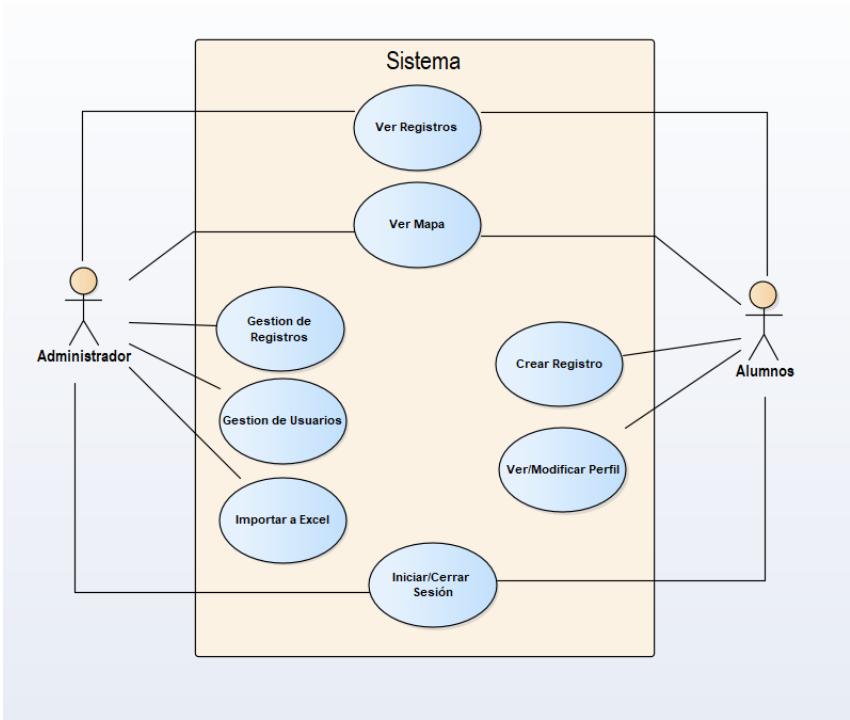 Sistema
Ver Registros
Ver Mapa
Gestion de
Registros
Administrador
Crear Registro
Alumnos
Gestion de Usuarios
Ver/Modificar Perfil
Importar a Excel
Iniciar/Cerrar
Sesión